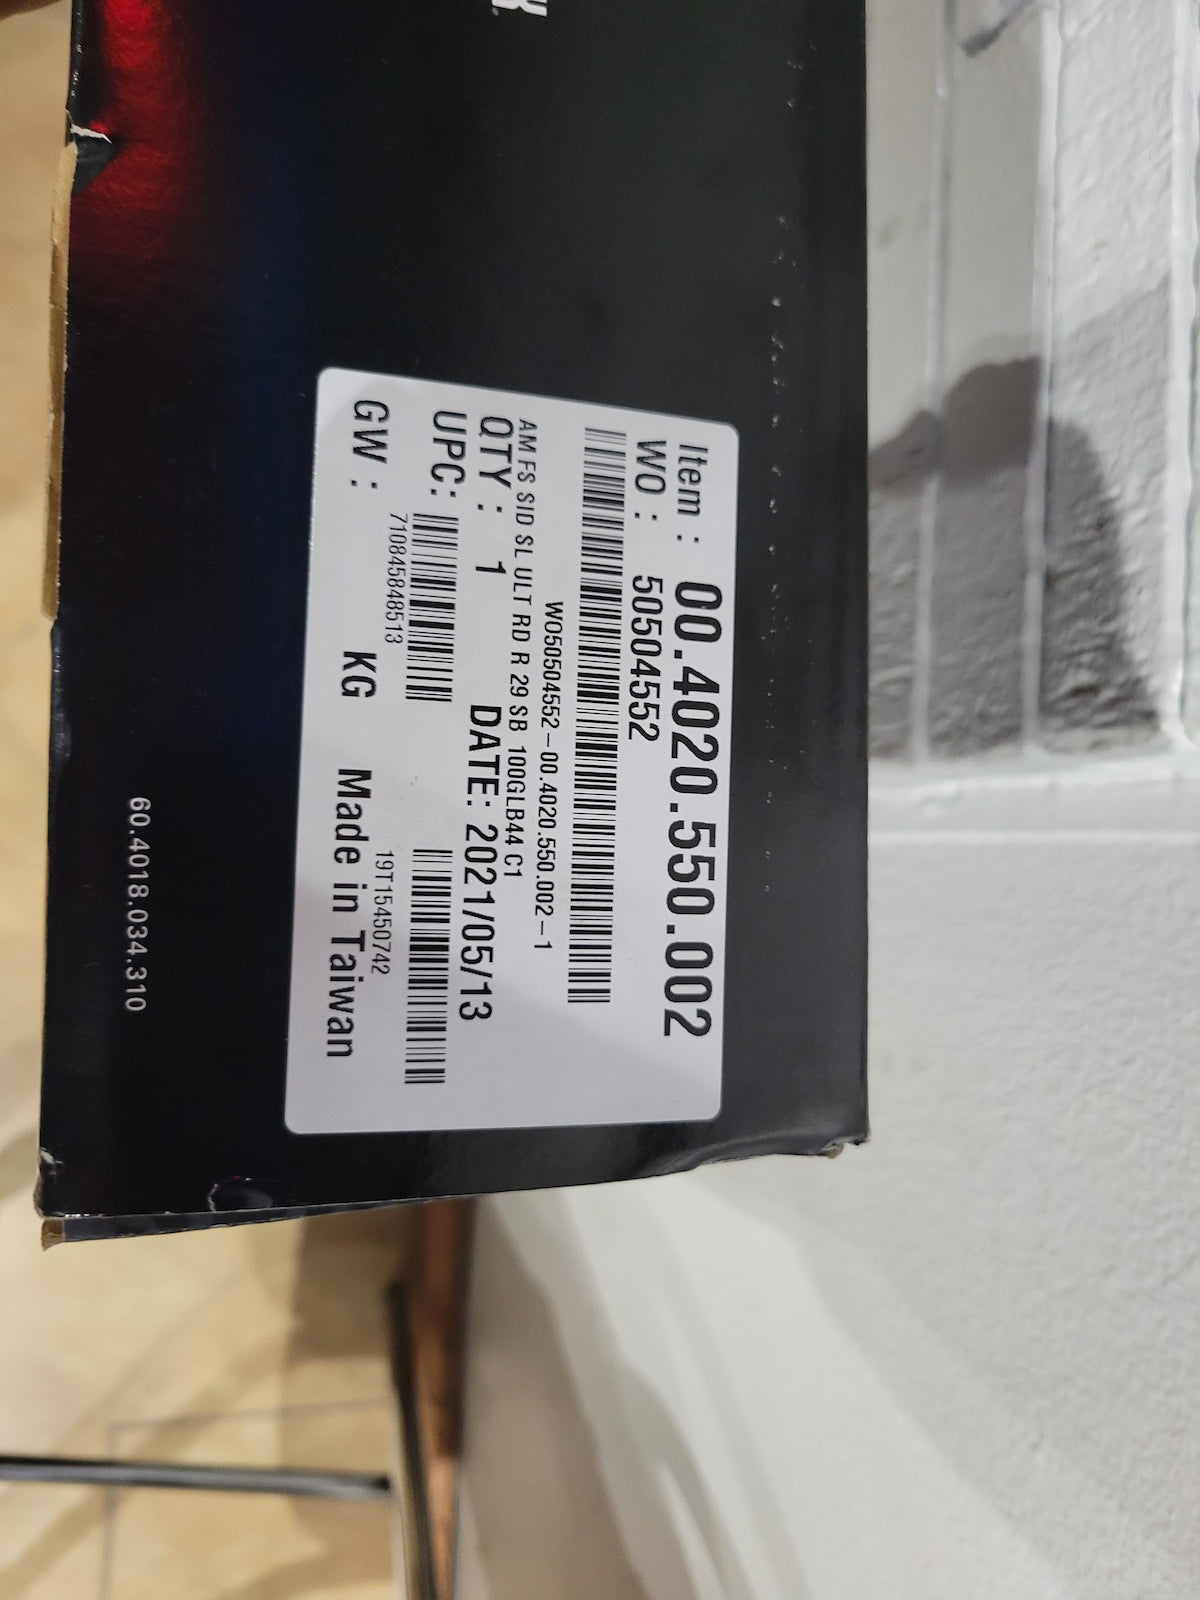 Item : 00.4020.550.002
WO : 50504552
WO50504552-00.4020.550.002-1
AM FS SID SL ULT RD R 29 SB 100GLB44 C1
QTY : 1 DATE: 2021/05/13
UPC:
710845848513 19T15450742
GW : KG Made in Taiwan
60.4018.034.310